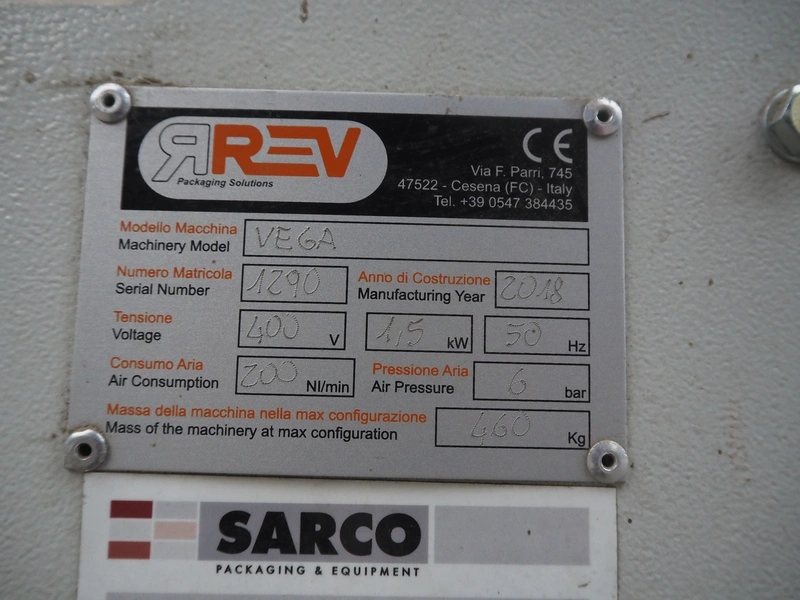 RREV
Packaging Solutions
CE
Via F. Parri, 745
47522 - Cesena (FC) - Italy
Tel. +39 0547 384435
Modello Macchina
Machinery Model
VEGA
Numero Matricola
Serial Number
1290
Anno di Costruzione
Manufacturing Year
2018
Tensione
Voltage
400 V
1,5 kW
50 Hz
Consumo Aria
Air Consumption
200 Nl/min
Pressione Aria
Air Pressure
6 bar
Massa della macchina nella max configurazione
Mass of the machinery at max configuration
460 Kg
SARCO
PACKAGING & EQUIPMENT